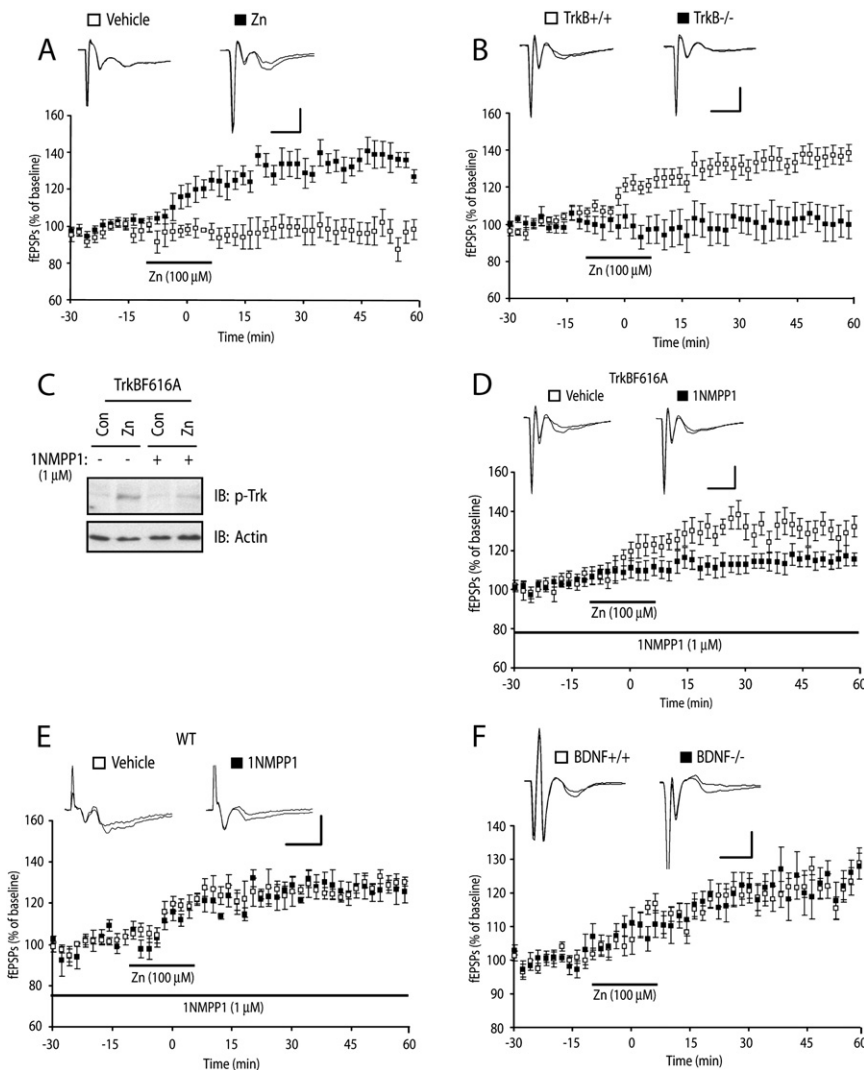 A
□ Vehicle ■ Zn
fEPSPs (% of baseline)
160
140
120
100
80
60
Zn (100 μM)
-30 -15 0 15 30 45 60
Time (min)
B
□ TrkB+/+ ■ TrkB-/-
fEPSPs (% of baseline)
160
140
120
100
80
60
Zn (100 μM)
-30 -15 0 15 30 45 60
Time (min)
C
TrkBF616A
Con Zn Con Zn
1NMPP1: - - + +
(1 μM)
IB: p-Trk
IB: Actin
D
TrkBF616A
□ Vehicle ■ 1NMPP1
fEPSPs (% of baseline)
160
140
120
100
80
60
Zn (100 μM)
1NMPP1 (1 μM)
-30 -15 0 15 30 45 60
Time (min)
E
WT
□ Vehicle ■ 1NMPP1
fEPSPs (% of baseline)
160
140
120
100
80
60
Zn (100 μM)
1NMPP1 (1 μM)
-30 -15 0 15 30 45 60
Time (min)
F
□ BDNF+/+ ■ BDNF-/-
fEPSPs (% of baseline)
140
130
120
110
100
90
80
Zn (100 μM)
-30 -15 0 15 30 45 60
Time (min)